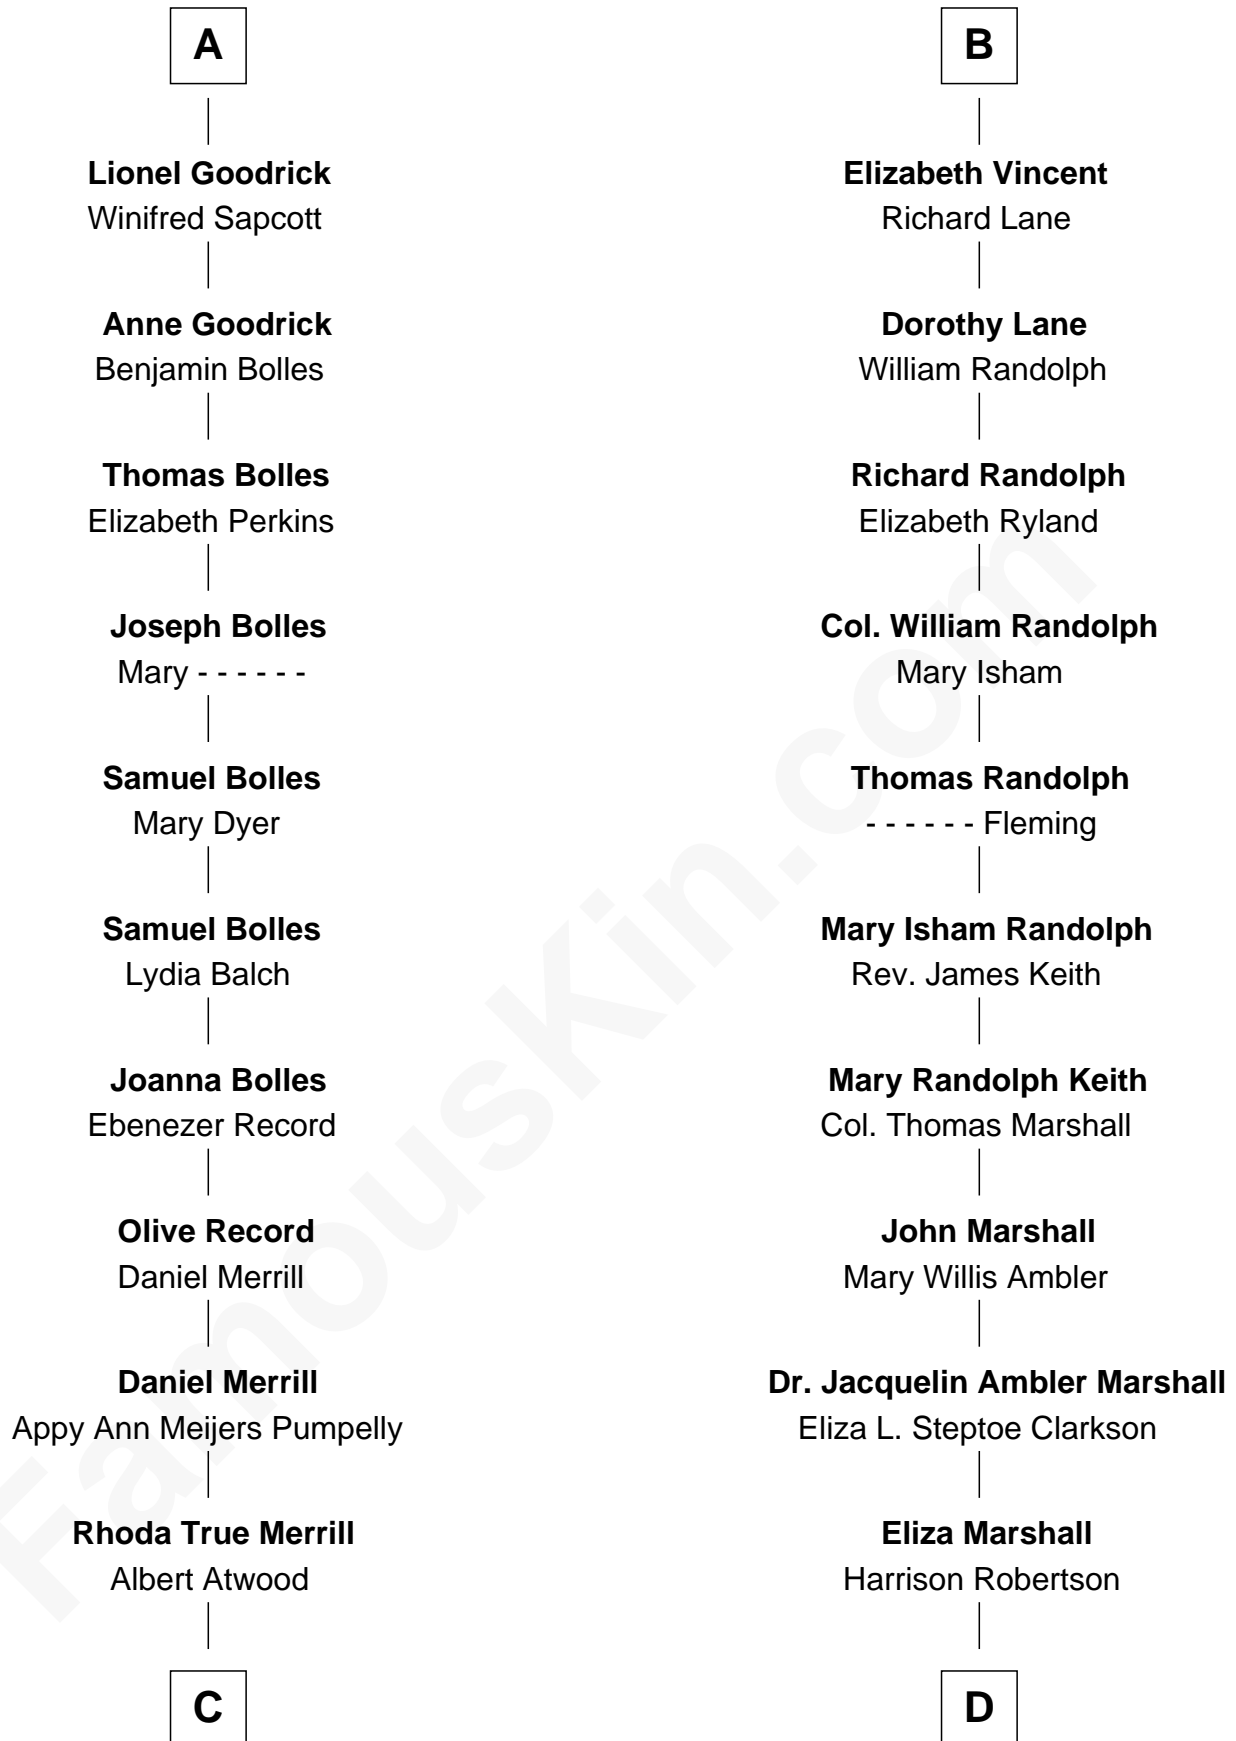 A
Lionel Goodrick
Winifred Sapcott
Anne Goodrick
Benjamin Bolles
Thomas Bolles
Elizabeth Perkins
Joseph Bolles
Mary - - - - - -
Samuel Bolles
Mary Dyer
Samuel Bolles
Lydia Balch
Joanna Bolles
Ebenezer Record
Olive Record
Daniel Merrill
Daniel Merrill
Appy Ann Meijers Pumpelly
Rhoda True Merrill
Albert Atwood
C
B
Elizabeth Vincent
Richard Lane
Dorothy Lane
William Randolph
Richard Randolph
Elizabeth Ryland
Col. William Randolph
Mary Isham
Thomas Randolph
- - - - - - Fleming
Mary Isham Randolph
Rev. James Keith
Mary Randolph Keith
Col. Thomas Marshall
John Marshall
Mary Willis Ambler
Dr. Jacquelin Ambler Marshall
Eliza L. Steptoe Clarkson
Eliza Marshall
Harrison Robertson
D
FamousKin.com